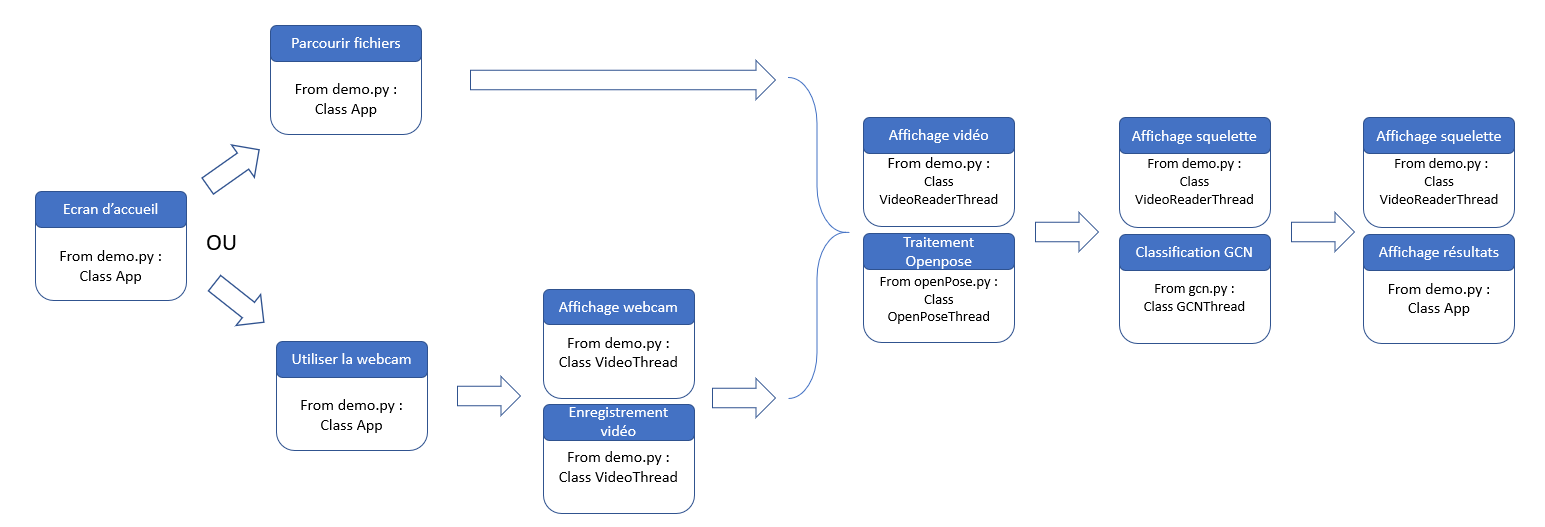 Ecran d’accueil
From demo.py :
Class App
OU
Parcourir fichiers
From demo.py :
Class App
Utiliser la webcam
From demo.py :
Class App
Affichage webcam
From demo.py :
Class VideoThread
Enregistrement
vidéo
From demo.py :
Class VideoThread
Affichage vidéo
From demo.py :
Class
VideoReaderThread
Traitement
Openpose
From openPose.py :
Class
OpenPoseThread
Affichage squelette
From demo.py :
Class
VideoReaderThread
Classification GCN
From gcn.py :
Class GCNThread
Affichage squelette
From demo.py :
Class
VideoReaderThread
Affichage résultats
From demo.py :
Class App